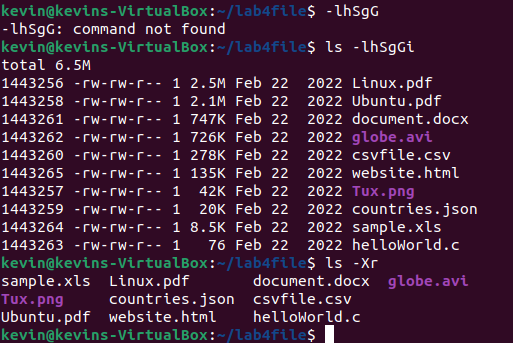 kevin@kevins-VirtualBox:~/lab4file$ -lhSgG
-lhSgG: command not found
kevin@kevins-VirtualBox:~/lab4file$ ls -lhSgGi
total 6.5M
1443256 -rw-rw-r-- 1 2.5M Feb 22  2022 Linux.pdf
1443258 -rw-rw-r-- 1 2.1M Feb 22  2022 Ubuntu.pdf
1443261 -rw-rw-r-- 1 747K Feb 22  2022 document.docx
1443262 -rw-rw-r-- 1 726K Feb 22  2022 globe.avi
1443260 -rw-rw-r-- 1 278K Feb 22  2022 csvfile.csv
1443265 -rw-rw-r-- 1 135K Feb 22  2022 website.html
1443257 -rw-rw-r-- 1  42K Feb 22  2022 Tux.png
1443259 -rw-rw-r-- 1  20K Feb 22  2022 countries.json
1443264 -rw-rw-r-- 1 8.5K Feb 22  2022 sample.xls
1443263 -rw-rw-r-- 1   76 Feb 22  2022 helloWorld.c
kevin@kevins-VirtualBox:~/lab4file$ ls -Xr
sample.xls  Linux.pdf       document.docx  globe.avi
Tux.png     countries.json  csvfile.csv
Ubuntu.pdf  website.html    helloWorld.c
kevin@kevins-VirtualBox:~/lab4file$